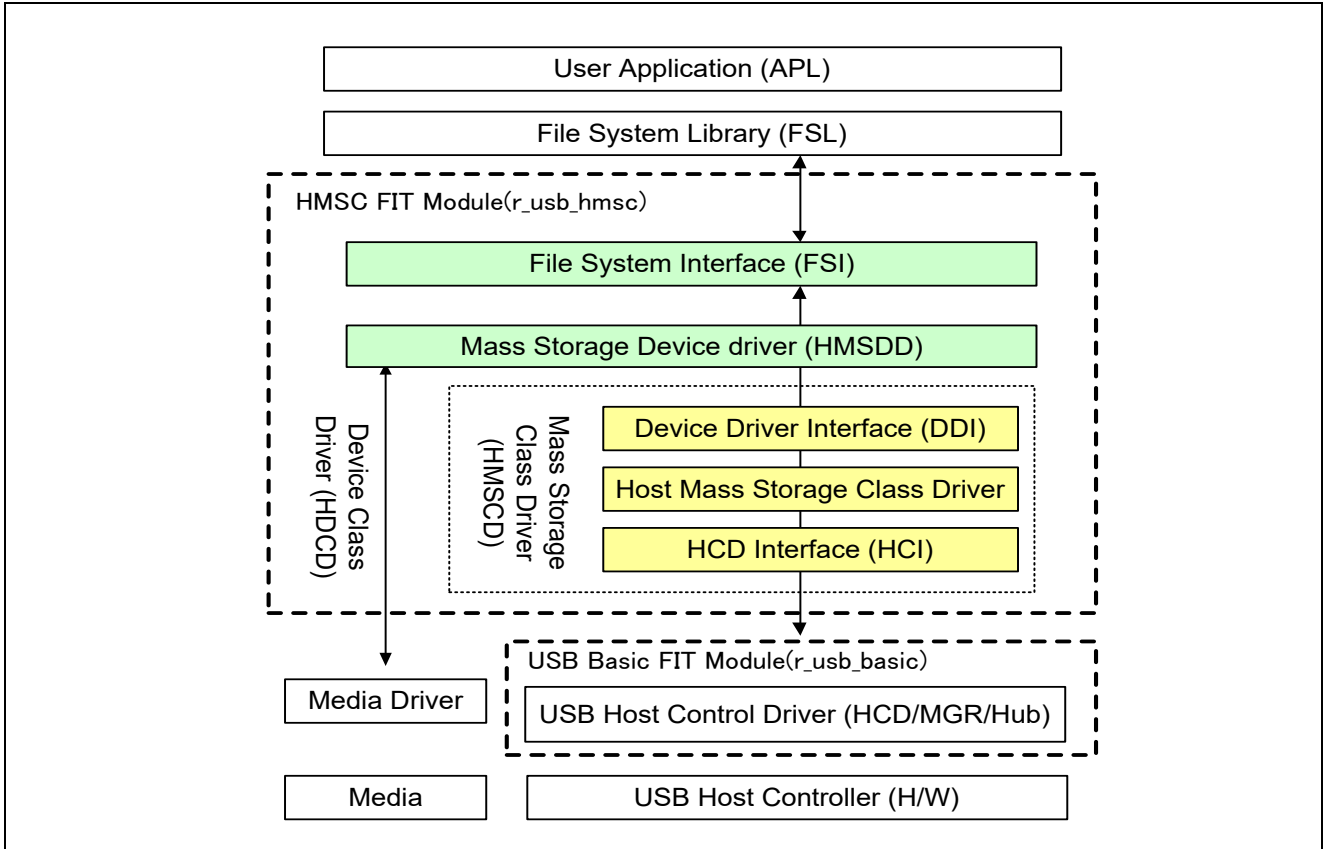 User Application (APL)
File System Library (FSL)
HMSC FIT Module(r_usb_hmsc)
File System Interface (FSI)
Mass Storage Device driver (HMSDD)
Device Class
Driver (HDCD)
Mass Storage
Class Driver
(HMSCD)
Device Driver Interface (DDI)
Host Mass Storage Class Driver
HCD Interface (HCI)
USB Basic FIT Module(r_usb_basic)
Media Driver
USB Host Control Driver (HCD/MGR/Hub)
Media
USB Host Controller (H/W)